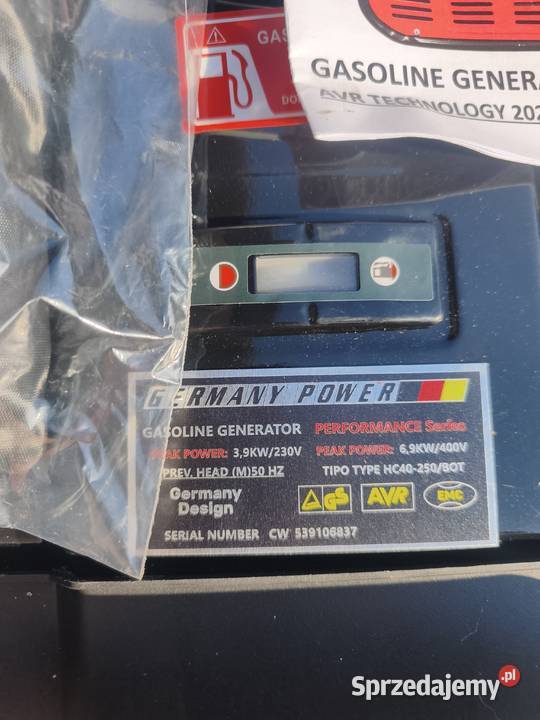 GAS
DO
GASOLINE GENERA
AVR TECHNOLOGY 202
GERMANY POWER
GASOLINE GENERATOR PERFORMANCE Series
PEAK POWER: 3,9KW/230V PEAK POWER: 6,9KW/400V
PREV. HEAD (M)50 HZ TIPO TYPE HC40-250/BOT
Germany
Design
GS AVR EMC
SERIAL NUMBER CW 539106837
Sprzedajemy.pl